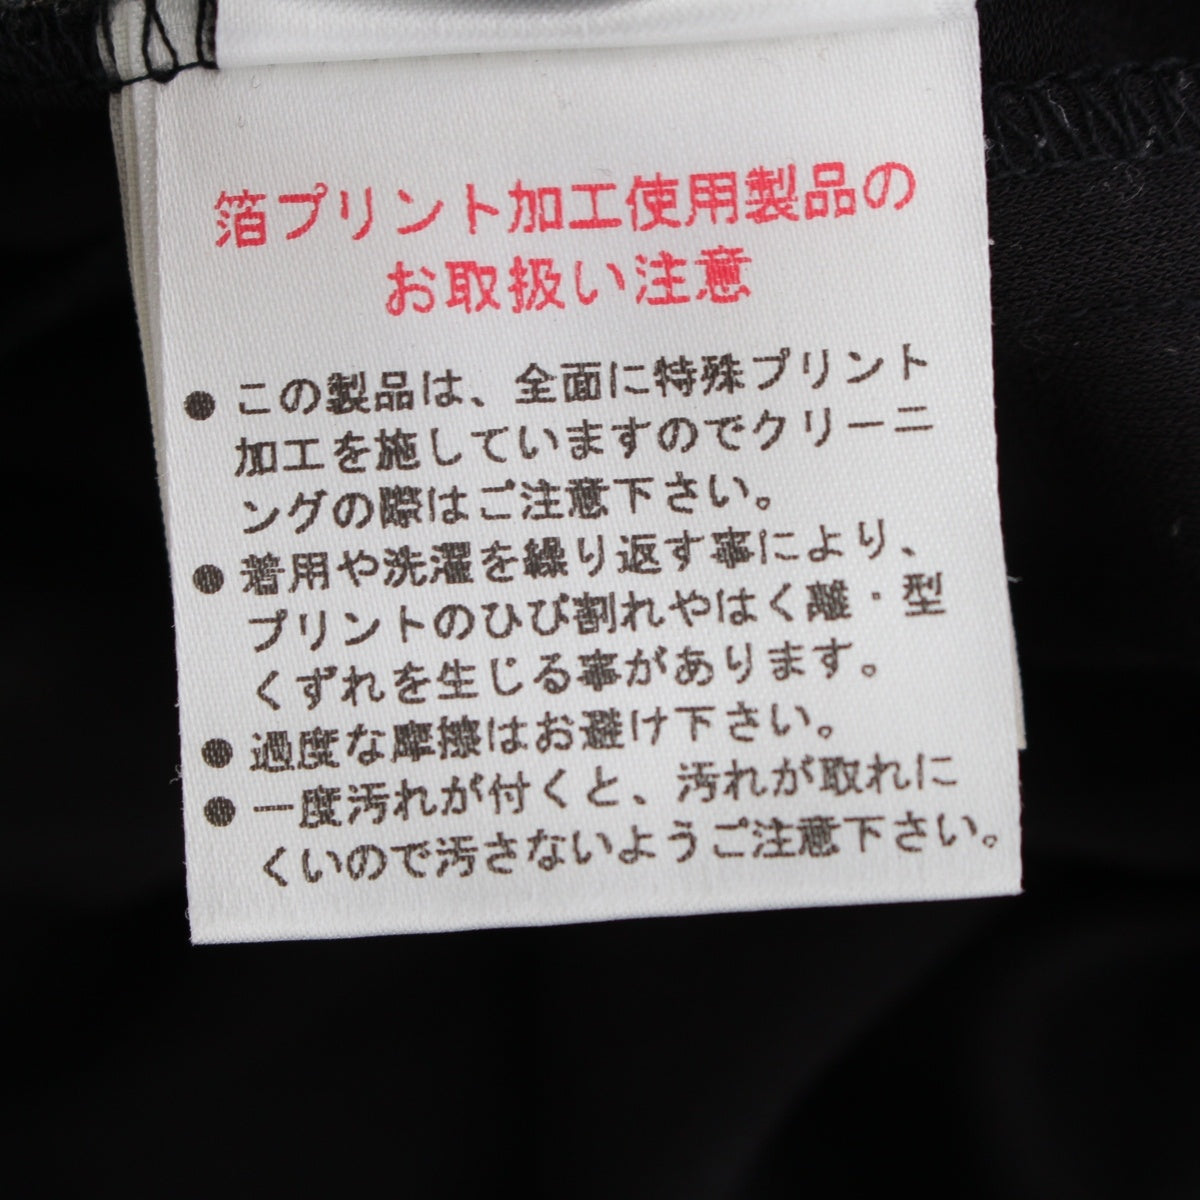 箔プリント加工使用製品の
お取扱い注意
●この製品は、全面に特殊プリント
加工を施していますのでクリーニ
ングの際はご注意下さい。
●着用や洗濯を繰り返す事により、
プリントのひび割れやはく離・型
くずれを生じる事があります。
●過度な摩擦はお避け下さい。
●一度汚れが付くと、汚れが取れに
くいので汚さないようご注意下さい。